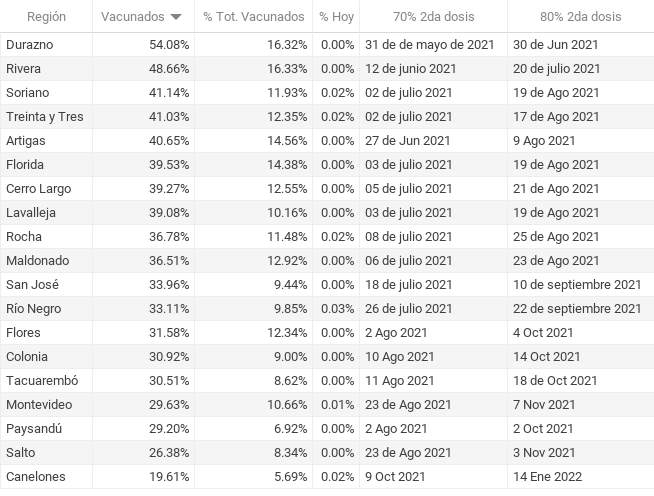 Región Vacunados % Tot. Vacunados % Hoy 70% 2da dosis 80% 2da dosis
Durazno 54.08% 16.32% 0.00% 31 de de mayo de 2021 30 de Jun 2021
Rivera 48.66% 16.33% 0.00% 12 de junio 2021 20 de julio 2021
Soriano 41.14% 11.93% 0.02% 02 de julio 2021 19 de Ago 2021
Treinta y Tres 41.03% 12.35% 0.02% 02 de julio 2021 17 de Ago 2021
Artigas 40.65% 14.56% 0.00% 27 de Jun 2021 9 Ago 2021
Florida 39.53% 14.38% 0.00% 03 de julio 2021 19 de Ago 2021
Cerro Largo 39.27% 12.55% 0.00% 05 de julio 2021 21 de Ago 2021
Lavalleja 39.08% 10.16% 0.00% 03 de julio 2021 19 de Ago 2021
Rocha 36.78% 11.48% 0.02% 08 de julio 2021 25 de Ago 2021
Maldonado 36.51% 12.92% 0.00% 06 de julio 2021 23 de Ago 2021
San José 33.96% 9.44% 0.00% 18 de julio 2021 10 de septiembre 2021
Río Negro 33.11% 9.85% 0.03% 26 de julio 2021 22 de septiembre 2021
Flores 31.58% 12.34% 0.00% 2 Ago 2021 4 Oct 2021
Colonia 30.92% 9.00% 0.00% 10 Ago 2021 14 Oct 2021
Tacuarembó 30.51% 8.62% 0.00% 11 Ago 2021 18 de Oct 2021
Montevideo 29.63% 10.66% 0.01% 23 de Ago 2021 7 Nov 2021
Paysandú 29.20% 6.92% 0.00% 2 Ago 2021 2 Oct 2021
Salto 26.38% 8.34% 0.00% 23 de Ago 2021 3 Nov 2021
Canelones 19.61% 5.69% 0.02% 9 Oct 2021 14 Ene 2022